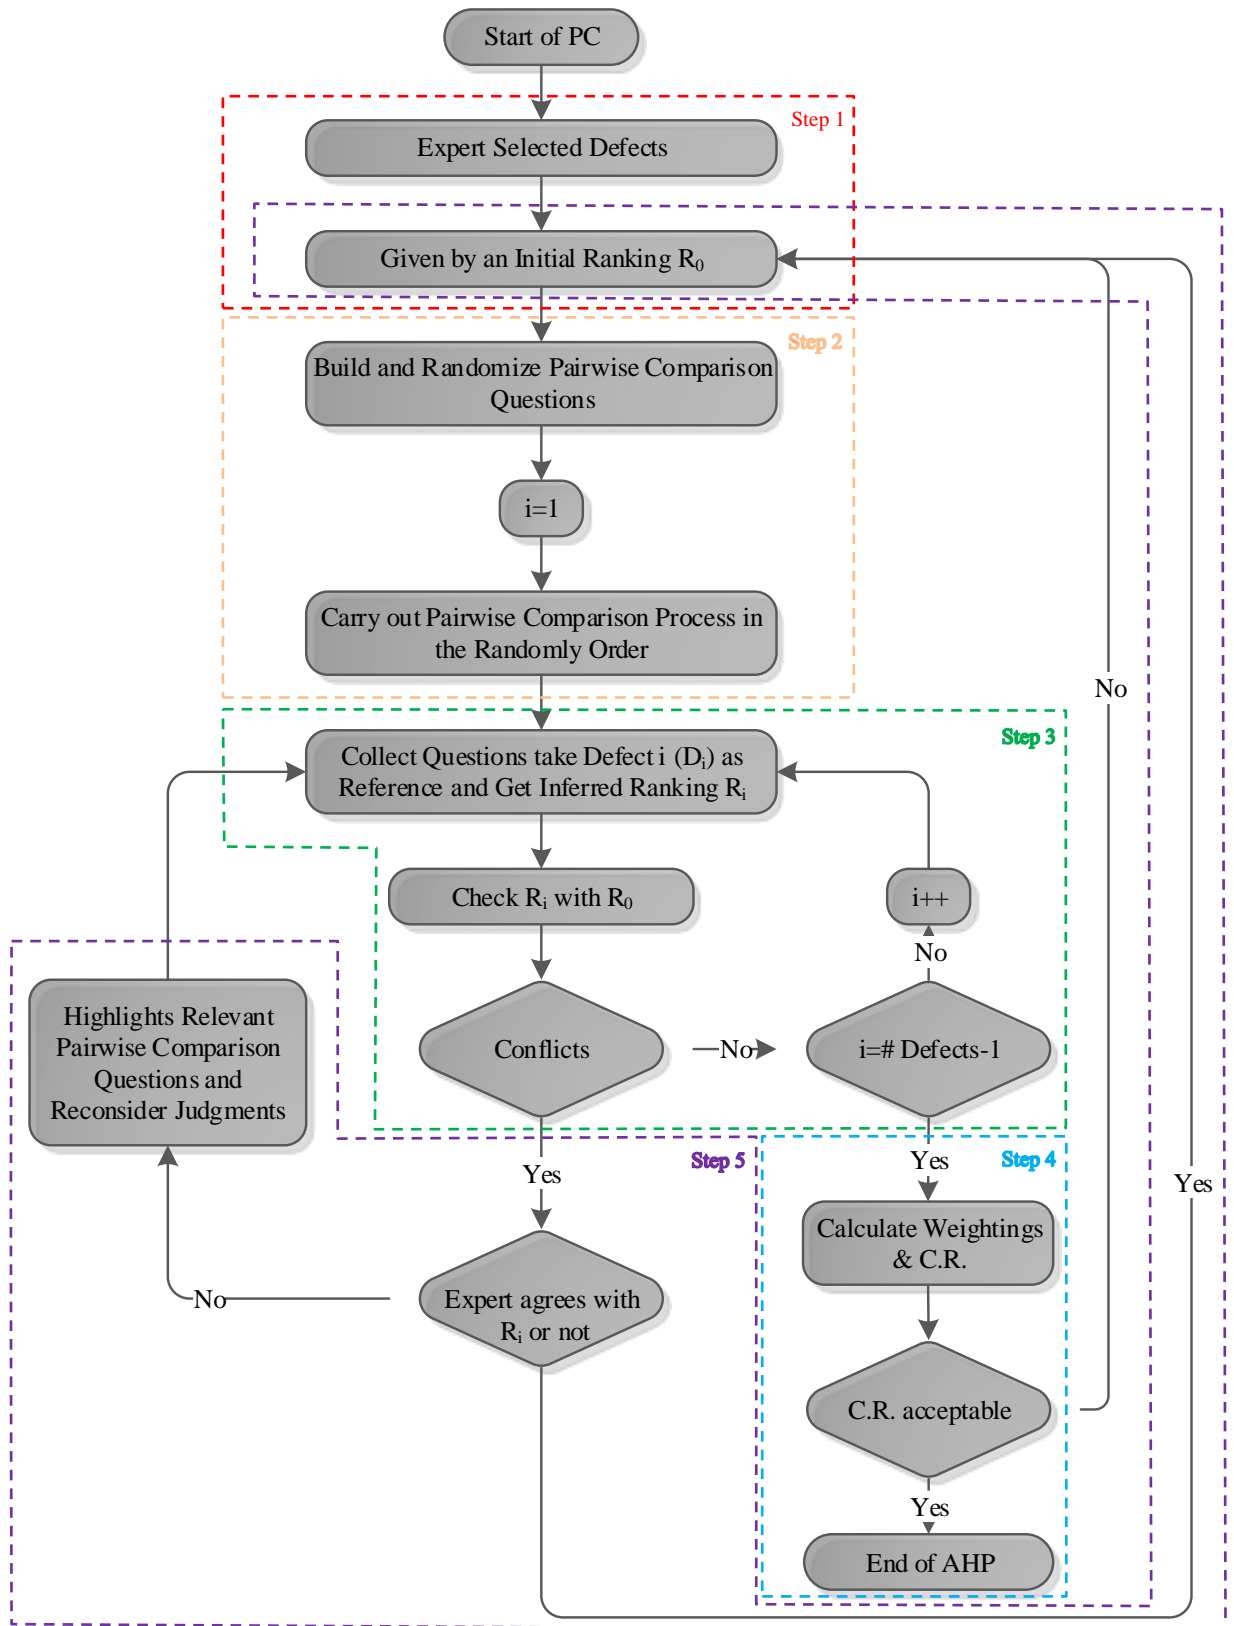 Start of PC
Step 1
Expert Selected Defects
Given by an Initial Ranking R₀
Step 2
Build and Randomize Pairwise Comparison
Questions
i=1
Carry out Pairwise Comparison Process in
the Randomly Order
No
Step 3
Collect Questions take Defect i (Dᵢ) as
Reference and Get Inferred Ranking Rᵢ
Check Rᵢ with R₀
i++
No
Highlights Relevant
Pairwise Comparison
Questions and
Reconsider Judgments
Conflicts
No
i=# Defects-1
Yes
Step 5
Yes
Step 4
Yes
Calculate Weightings
& C.R.
No
Expert agrees with
Rᵢ or not
C.R. acceptable
Yes
End of AHP